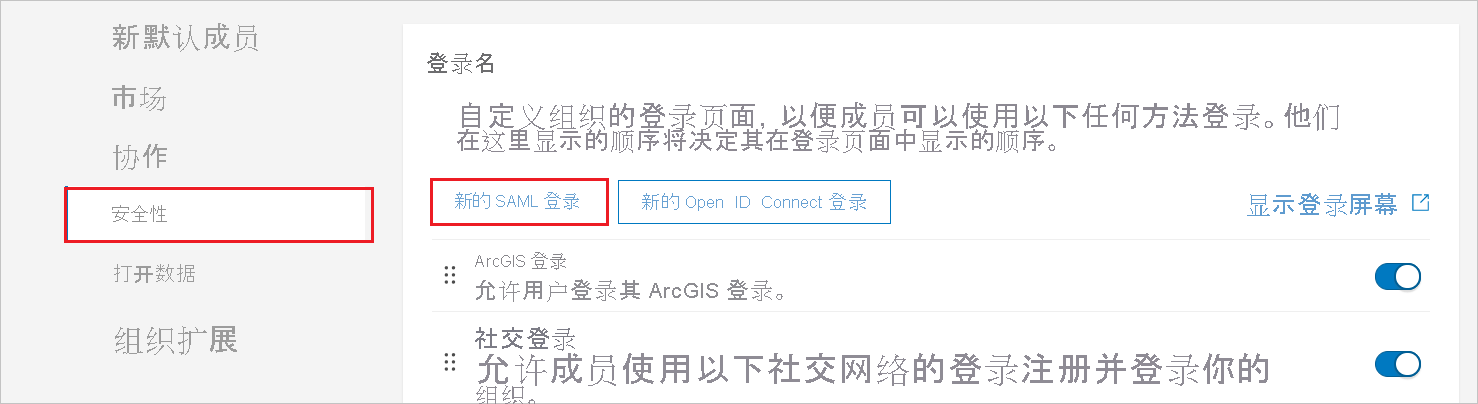 新默认成员
市场
协作
安全性
打开数据
组织扩展
登录名
自定义组织的登录页面，以便成员可以使用以下任何方法登录。他们
在这里显示的顺序将决定其在登录页面中显示的顺序。
新的 SAML 登录
新的 Open ID Connect 登录
显示登录屏幕
ArcGIS 登录
允许用户登录其 ArcGIS 登录。
社交登录
允许成员使用以下社交网络的登录注册并登录你的
组织。